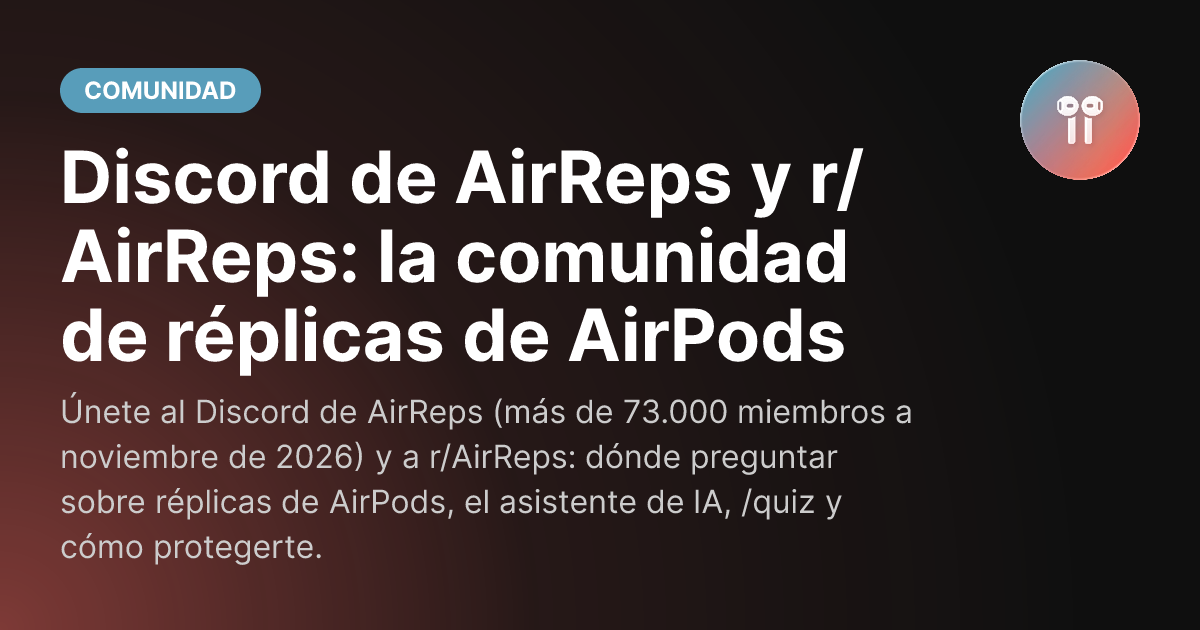 COMUNIDAD
Discord de AirReps y r/
AirReps: la comunidad
de réplicas de AirPods
Únete al Discord de AirReps (más de 73.000 miembros a
noviembre de 2026) y a r/AirReps: dónde preguntar
sobre réplicas de AirPods, el asistente de IA, /quiz y
cómo protegerte.